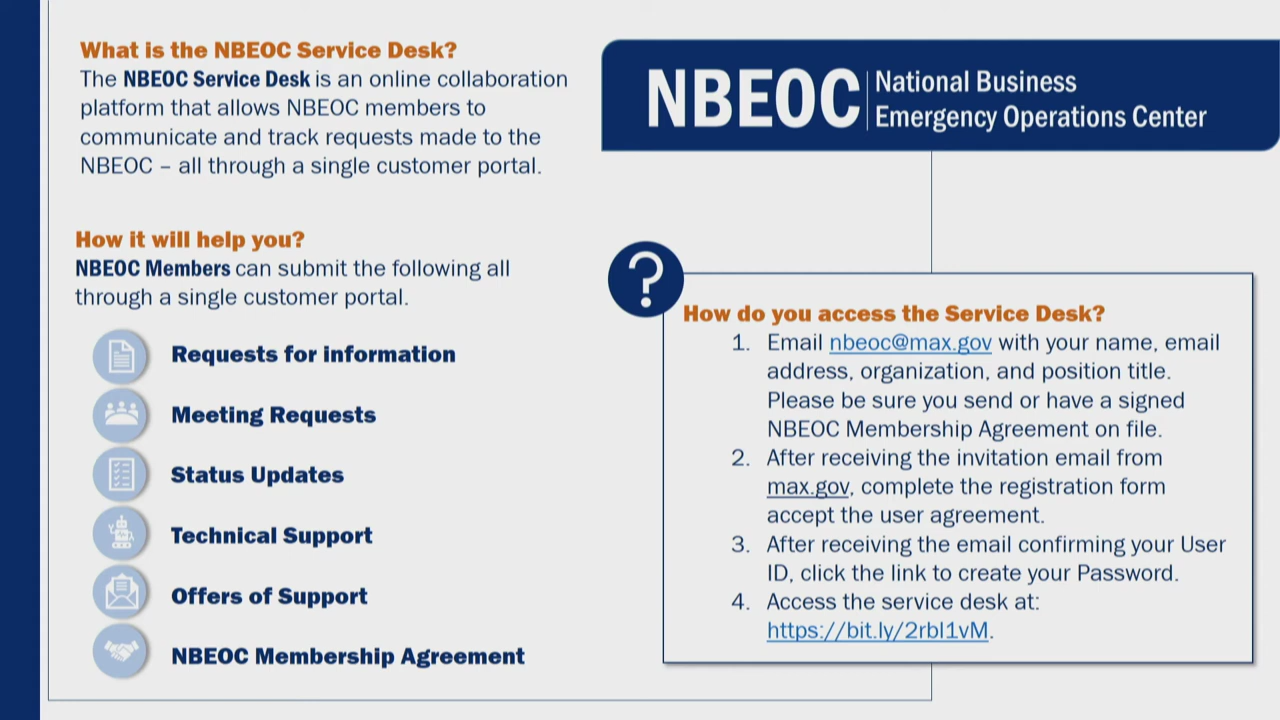 What is the NBEOC Service Desk?
The NBEOC Service Desk is an online collaboration
platform that allows NBEOC members to
communicate and track requests made to the
NBEOC – all through a single customer portal.
How it will help you?
NBEOC Members can submit the following all
through a single customer portal.
Requests for information
Meeting Requests
Status Updates
Technical Support
Offers of Support
NBEOC Membership Agreement
NBEOC
National Business
Emergency Operations Center
?
How do you access the Service Desk?
1. Email nbeoc@max.gov with your name, email
address, organization, and position title.
Please be sure you send or have a signed
NBEOC Membership Agreement on file.
2. After receiving the invitation email from
max.gov, complete the registration form
accept the user agreement.
3. After receiving the email confirming your User
ID, click the link to create your Password.
4. Access the service desk at:
https://bit.ly/2rbl1vM.